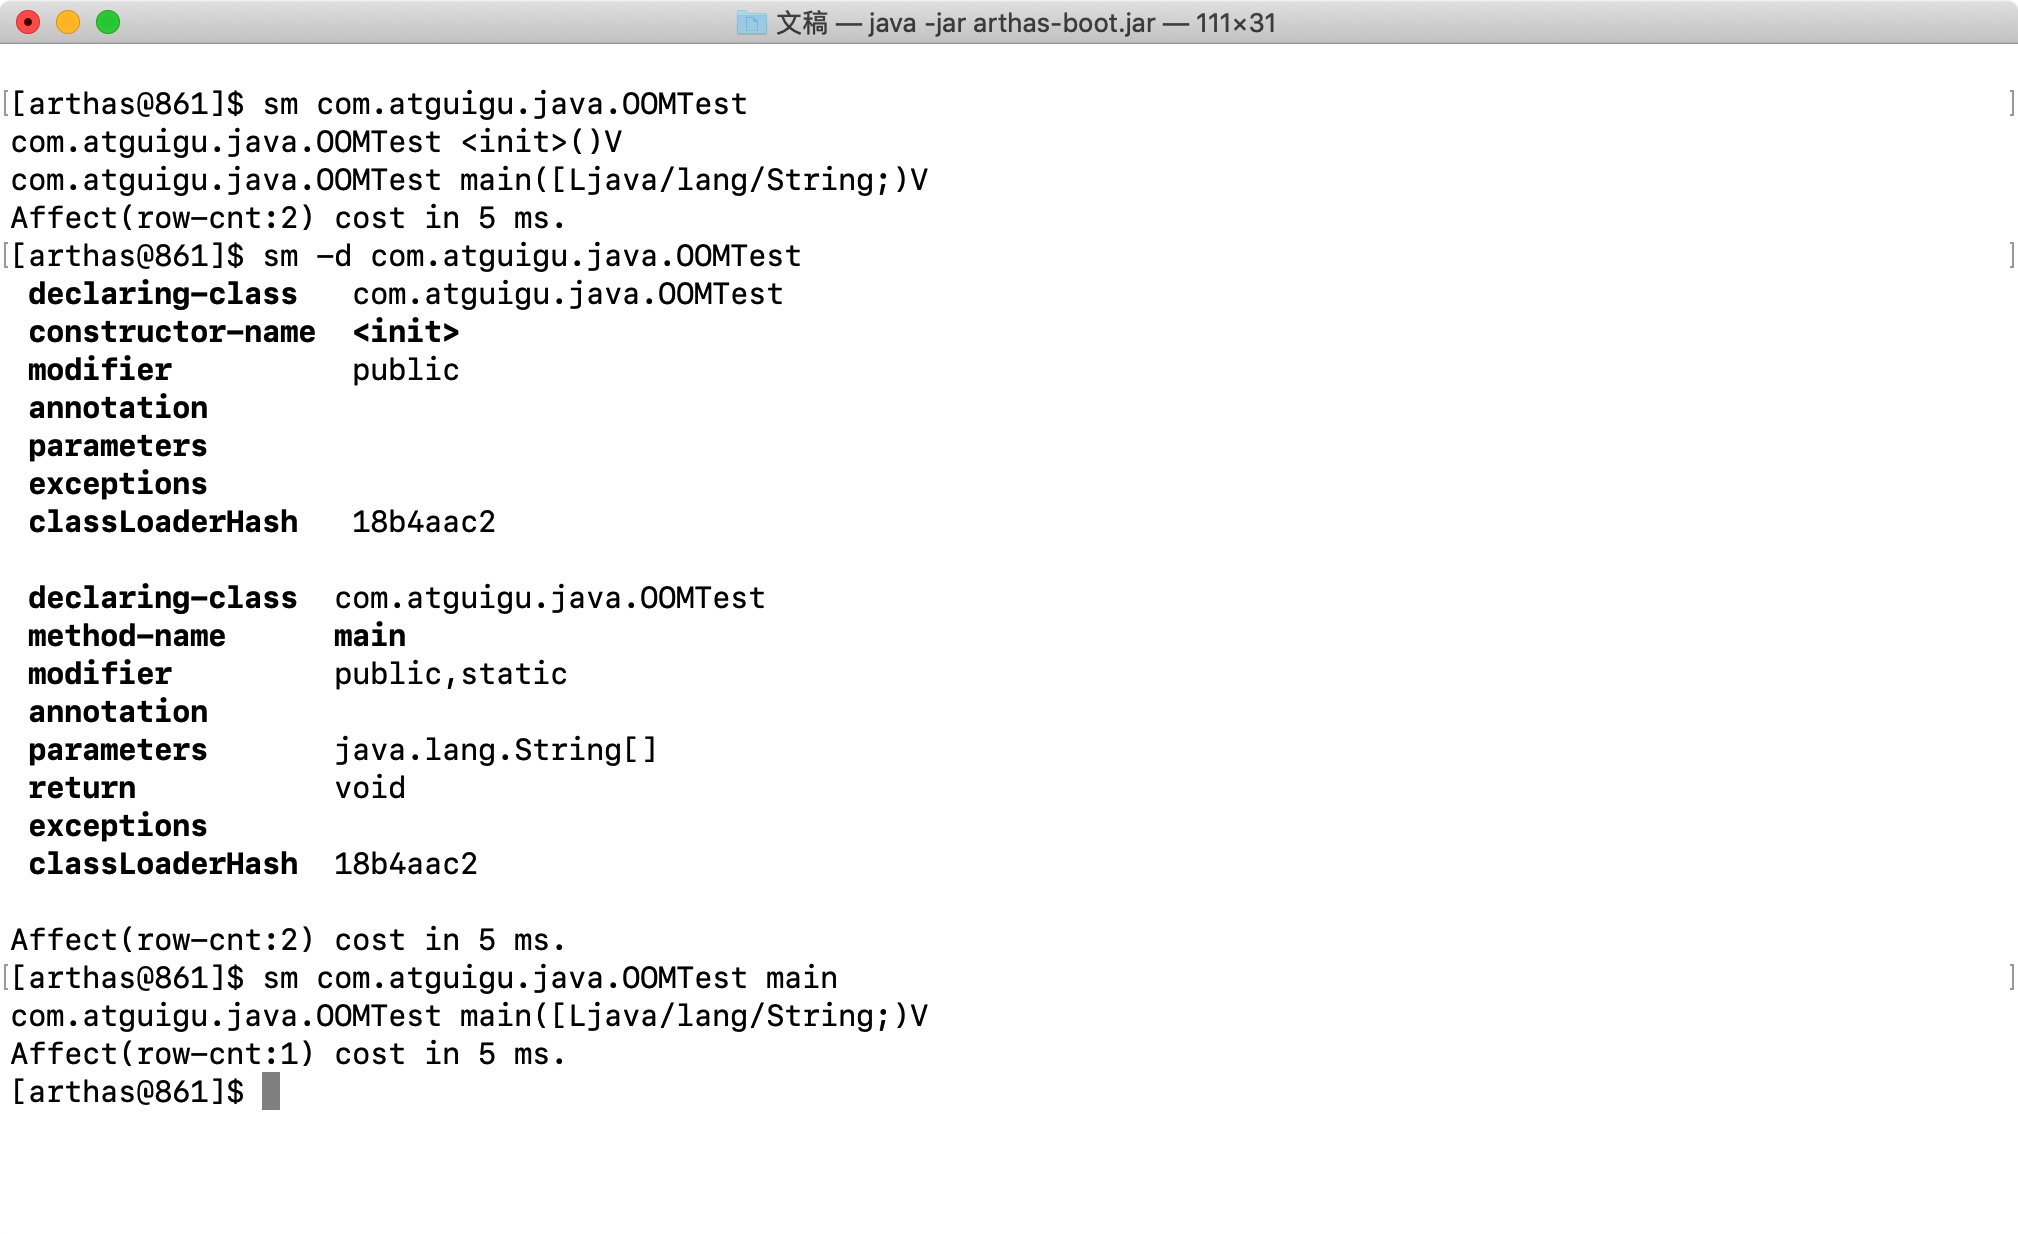 文稿 — java -jar arthas-boot.jar — 111×31
[[arthas@861]$ sm com.atguigu.java.OOMTest ]
com.atguigu.java.OOMTest <init>()V
com.atguigu.java.OOMTest main([Ljava/lang/String;)V
Affect(row-cnt:2) cost in 5 ms.
[[arthas@861]$ sm -d com.atguigu.java.OOMTest ]
declaring-class com.atguigu.java.OOMTest
constructor-name <init>
modifier public
annotation
parameters
exceptions
classLoaderHash 18b4aac2
declaring-class com.atguigu.java.OOMTest
method-name main
modifier public,static
annotation
parameters java.lang.String[]
return void
exceptions
classLoaderHash 18b4aac2
Affect(row-cnt:2) cost in 5 ms.
[[arthas@861]$ sm com.atguigu.java.OOMTest main ]
com.atguigu.java.OOMTest main([Ljava/lang/String;)V
Affect(row-cnt:1) cost in 5 ms.
[arthas@861]$